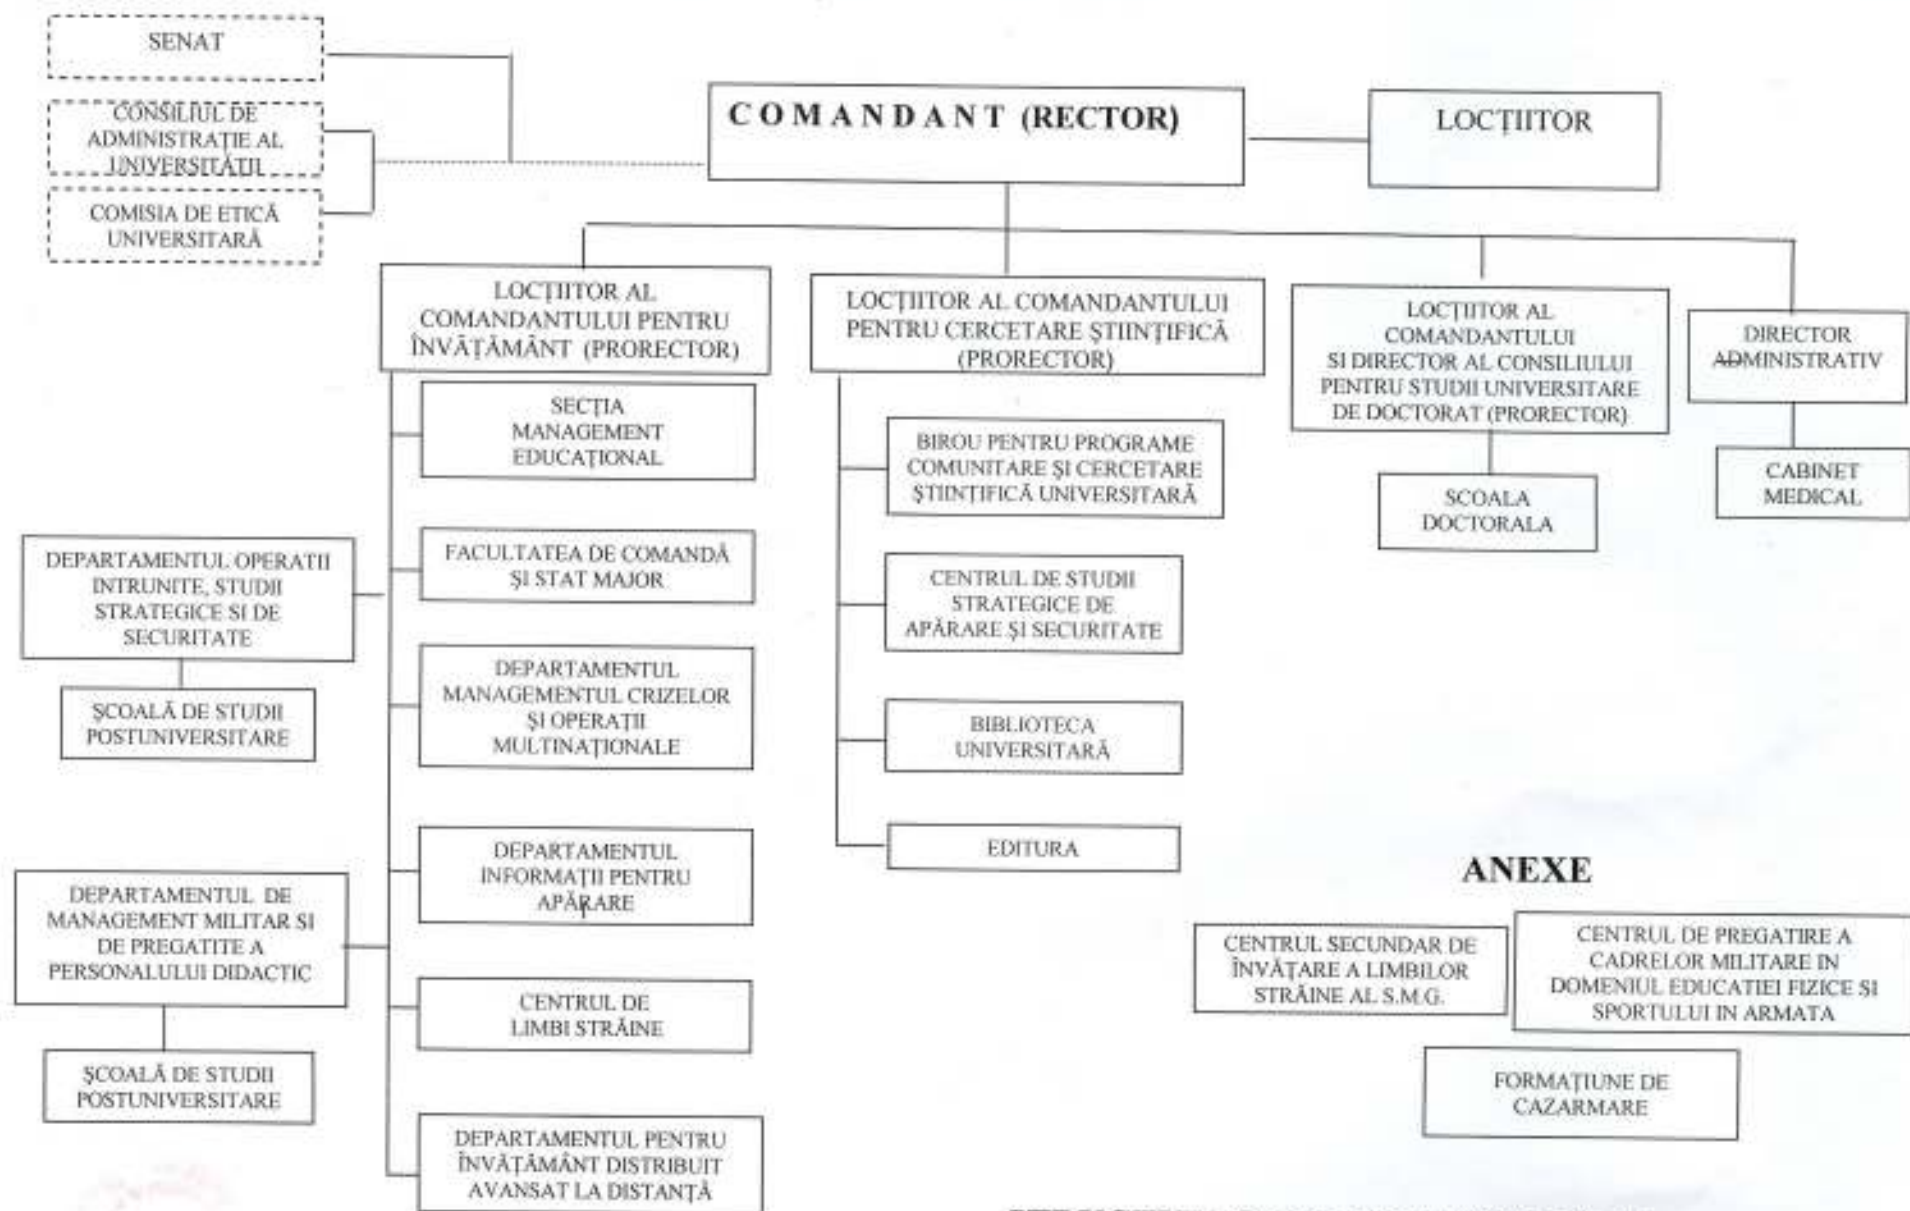 SENAT
CONSILIUL DE
ADMINISTRAȚIE AL
UNIVERSITĂȚII
COMISIA DE ETICĂ
UNIVERSITARĂ
C O M A N D A N T (RECTOR)
LOCȚIITOR
LOCȚIITOR AL
COMANDANTULUI PENTRU
ÎNVĂȚĂMÂNT (PRORECTOR)
LOCȚIITOR AL COMANDANTULUI
PENTRU CERCETARE ȘTIINȚIFICĂ
(PRORECTOR)
LOCȚIITOR AL
COMANDANTULUI
SI DIRECTOR AL CONSILIULUI
PENTRU STUDII UNIVERSITARE
DE DOCTORAT (PRORECTOR)
DIRECTOR
ADMINISTRATIV
SECȚIA
MANAGEMENT
EDUCAȚIONAL
FACULTATEA DE COMANDĂ
ȘI STAT MAJOR
DEPARTAMENTUL
MANAGEMENTUL CRIZELOR
ȘI OPERAȚII
MULTINAȚIONALE
DEPARTAMENTUL
INFORMAȚII PENTRU
APĂRARE
CENTRUL DE
LIMBI STRĂINE
DEPARTAMENTUL PENTRU
ÎNVĂȚĂMÂNT DISTRIBUIT
AVANSAT LA DISTANȚĂ
DEPARTAMENTUL OPERATII
INTRUNITE, STUDII
STRATEGICE SI DE
SECURITATE
ȘCOALĂ DE STUDII
POSTUNIVERSITARE
DEPARTAMENTUL DE
MANAGEMENT MILITAR SI
DE PREGATITE A
PERSONALULUI DIDACTIC
ȘCOALĂ DE STUDII
POSTUNIVERSITARE
BIROU PENTRU PROGRAME
COMUNITARE ȘI CERCETARE
ȘTIINȚIFICĂ UNIVERSITARĂ
CENTRUL DE STUDII
STRATEGICE DE
APĂRARE ȘI SECURITATE
BIBLIOTECA
UNIVERSITARĂ
EDITURA
SCOALA
DOCTORALA
CABINET
MEDICAL
ANEXE
CENTRUL SECUNDAR DE
ÎNVĂȚARE A LIMBILOR
STRĂINE AL S.M.G.
CENTRUL DE PREGATIRE A
CADRELOR MILITARE IN
DOMENIUL EDUCATIEI FIZICE SI
SPORTULUI IN ARMATA
FORMAȚIUNE DE
CAZARMARE